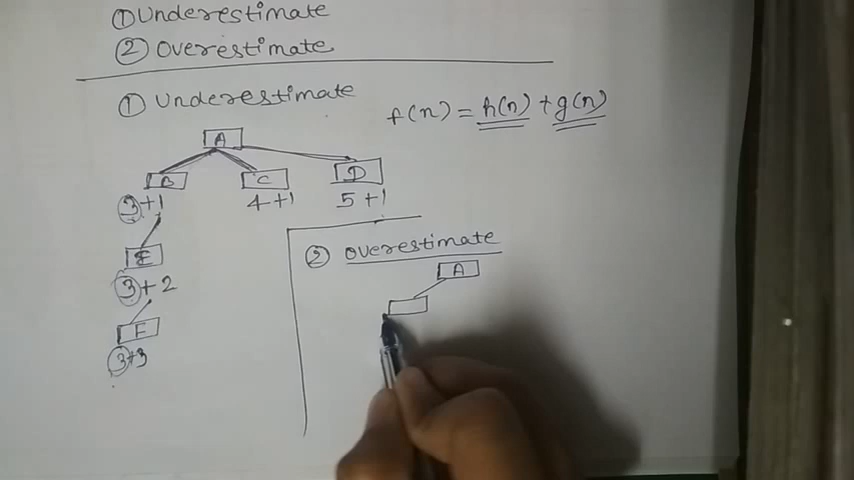 ① Underestimate
② Overestimate
① Underestimate
f(n) = h(n) + g(n)
A
B C D
3+1 4+1 5+1
E
3+2
F
3+3
② Overestimate
A